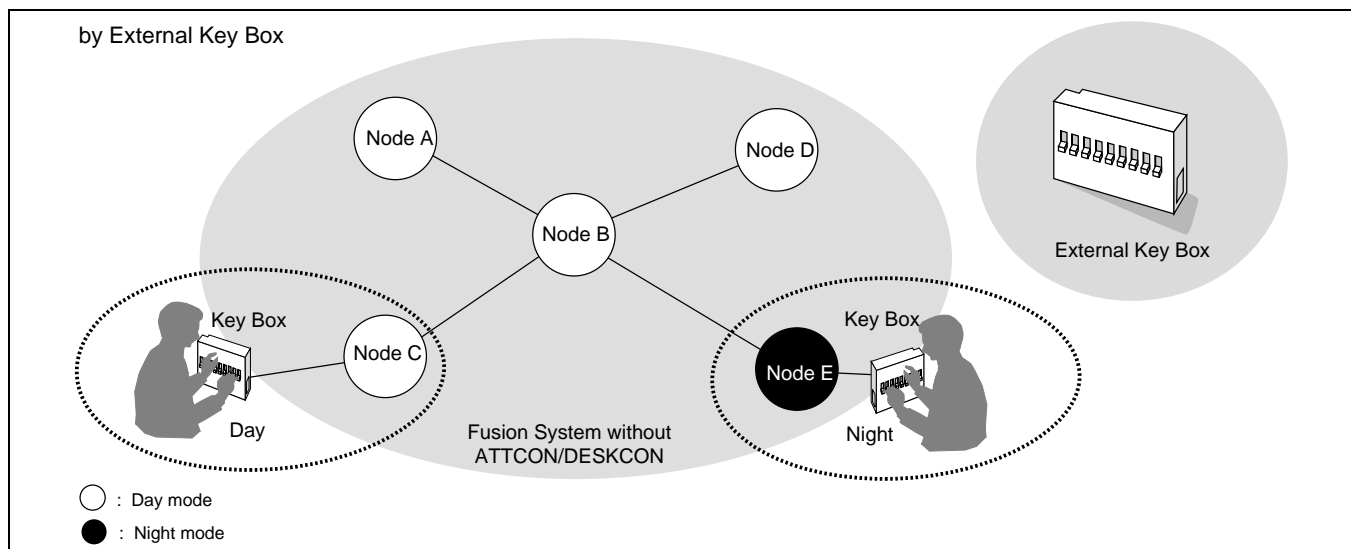 by External Key Box
Node A
Node D
Node B
External Key Box
Key Box
Node C
Key Box
Node E
Day
Night
Fusion System without
ATTCON/DESKCON
: Day mode
: Night mode